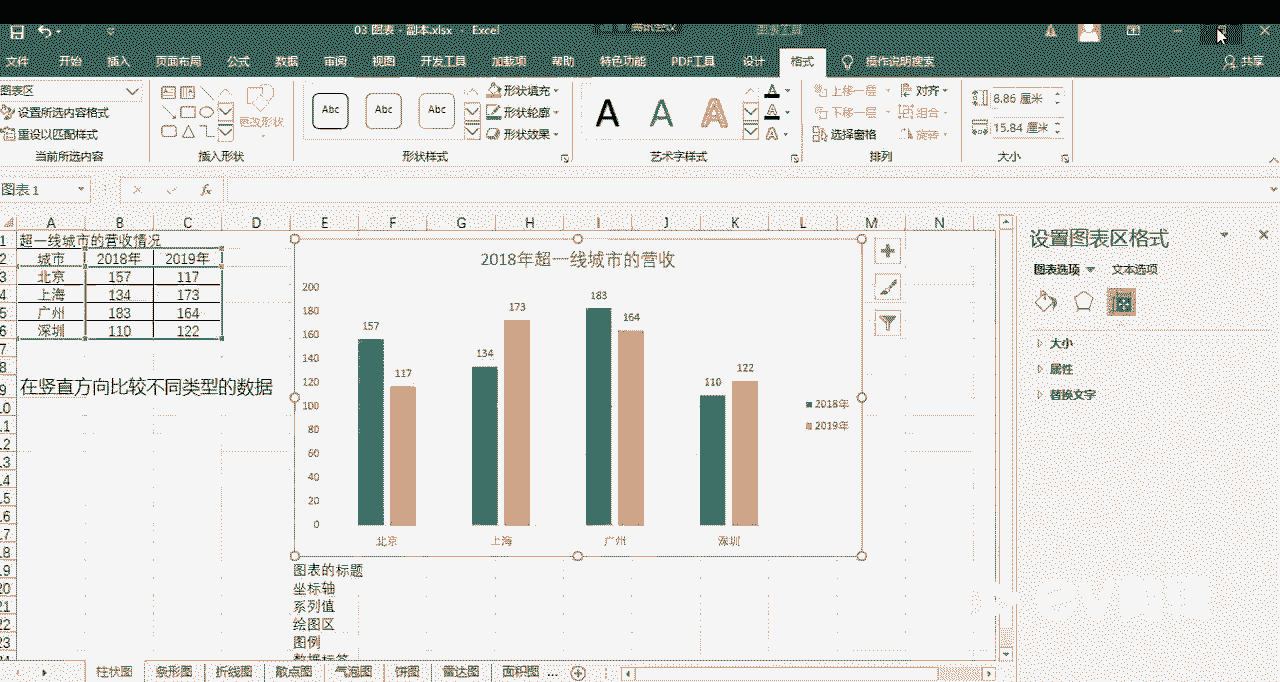 03 图表 - 副本.xlsx - Excel
文件 开始 插入 页面布局 公式 数据 审阅 视图 开发工具 加载项 帮助 特色功能 PDF工具 设计 格式 操作说明搜索 共享
图表区
设置所选内容格式
重设以匹配样式
当前所选内容
更改形状
插入形状
Abc Abc Abc
形状填充
形状轮廓
形状效果
形状样式
A A A
艺术字样式
上移一层
下移一层
选择窗格
对齐
组合
旋转
排列
8.86 厘米
15.84 厘米
大小
图表 1
fx
A B C D E F G H I J K L M N
1 超一线城市的营收情况
2 城市 2018年 2019年
3 北京 157 117
4 上海 134 173
5 广州 183 164
6 深圳 110 122
7
8
9 在竖直方向比较不同类型的数据
2018年超一线城市的营收
200
180
160
140
120
100
80
60
40
20
0
157 117 134 173 183 164 110 122
北京 上海 广州 深圳
2018年
2019年
图表的标题
坐标轴
系列值
绘图区
图例
数据标签
设置图表区格式
图表选项 文本选项
大小
属性
替换文字
柱状图 条形图 折线图 散点图 气泡图 饼图 雷达图 面积图 ...